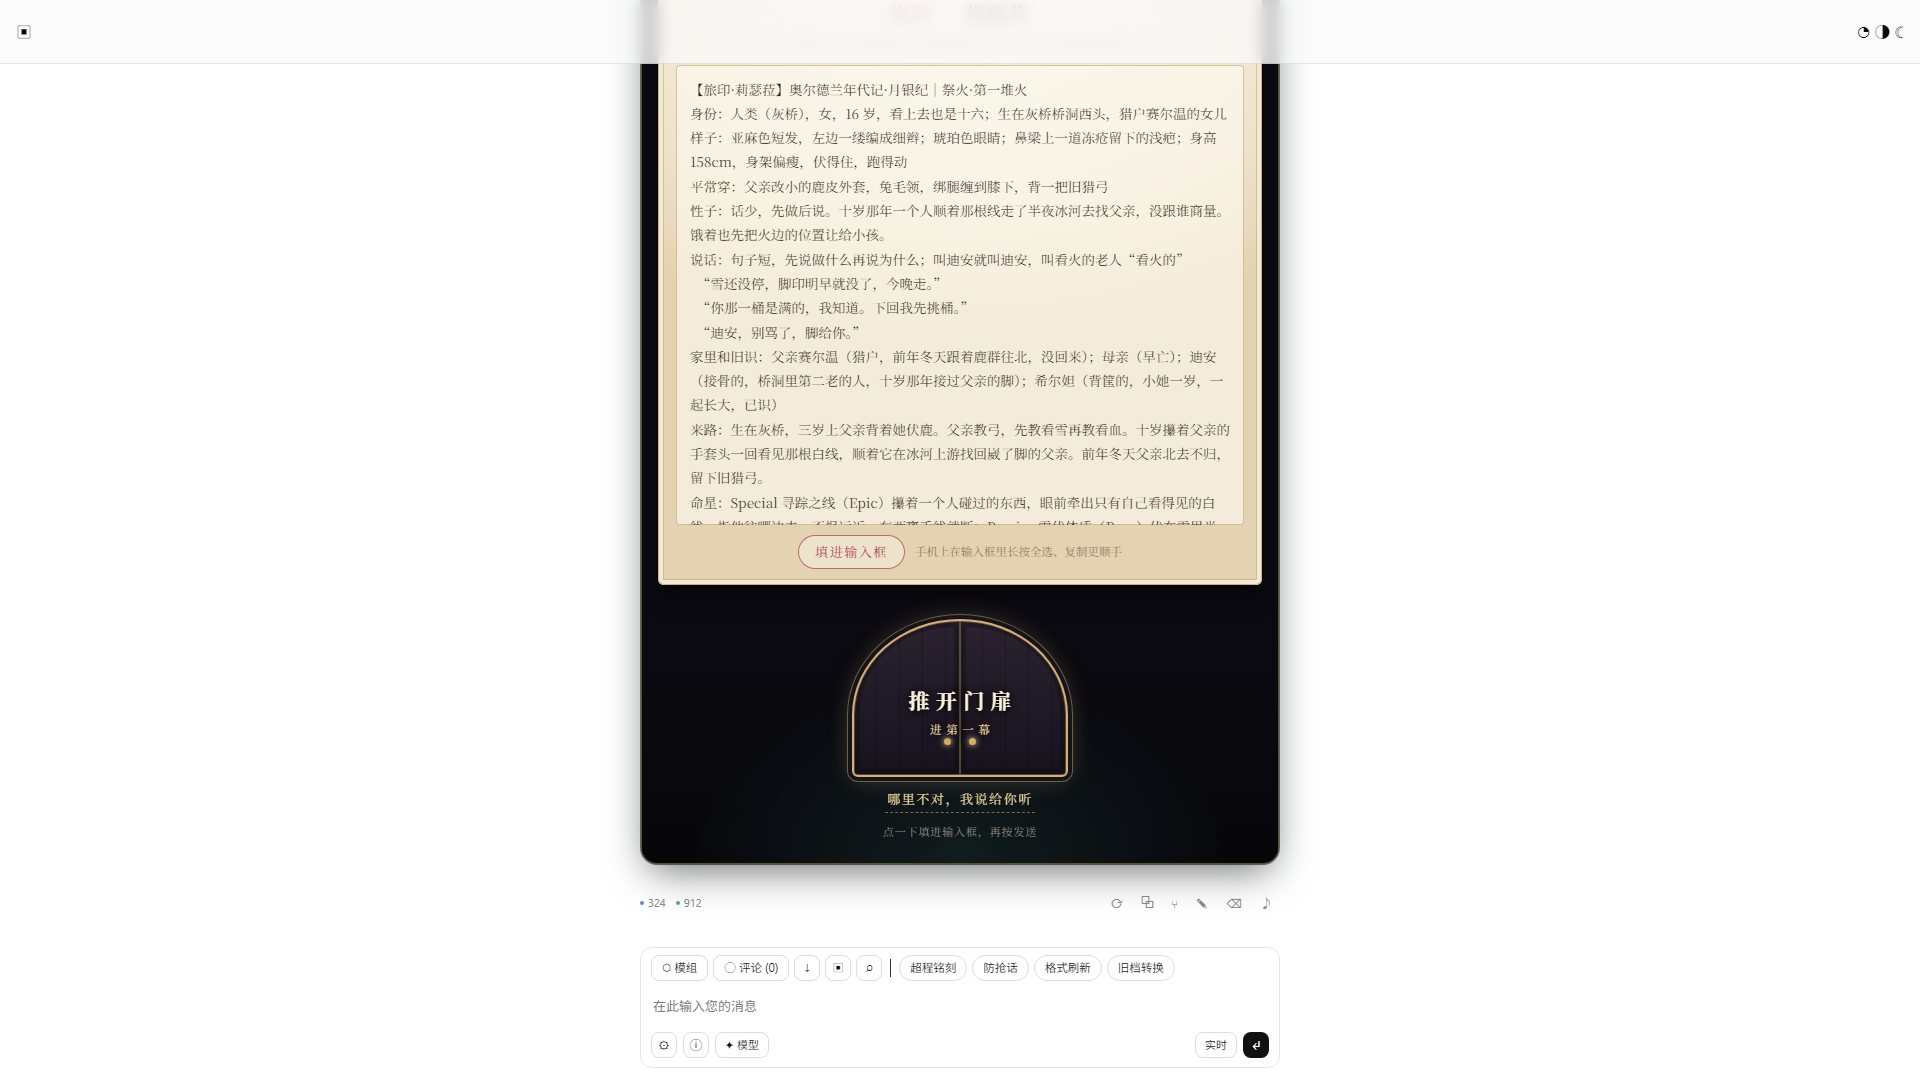 【旅印·莉瑟菈】奥尔德兰年代记·月银纪｜祭火·第一堆火
身份：人类（灰桥），女，16 岁，看上去也是十六；生在灰桥桥洞西头，猎户赛尔温的女儿
样子：亚麻色短发，左边一缕编成细辫；琥珀色眼睛；鼻梁上一道冻疮留下的浅疤；身高
158cm，身架偏瘦，伏得住，跑得动
平常穿：父亲改小的鹿皮外套，兔毛领，绑腿缠到膝下，背一把旧猎弓
性子：话少，先做后说。十岁那年一个人顺着那根线走了半夜冰河去找父亲，没跟谁商量。
饿着也先把火边的位置让给小孩。
说话：句子短，先说做什么再说为什么；叫迪安就叫迪安，叫看火的老人“看火的”
“雪还没停，脚印明早就没了，今晚走。”
“你那一桶是满的，我知道。下回我先挑桶。”
“迪安，别骂了，脚给你。”
家里和旧识：父亲赛尔温（猎户，前年冬天跟着鹿群往北，没回来）；母亲（早亡）；迪安
（接骨的，桥洞里第二老的人，十岁那年接过父亲的脚）；希尔妲（背筐的，小她一岁，一
起长大，已识）
来路：生在灰桥，三岁上父亲背着她伏鹿。父亲教弓，先教看雪再教看血。十岁攥着父亲的
手套头一回看见那根白线，顺着它在冰河上游找回崴了脚的父亲。前年冬天父亲北去不归，
留下旧猎弓。
命星：Special 寻踪之线（Epic）攥着一个人碰过的东西，眼前牵出只有自己看得见的白
填进输入框
手机上在输入框里长按全选、复制更顺手
推开门扉
进第一幕
哪里不对，我说给你听
点一下填进输入框，再按发送
324
912
模组
评论 (0)
超程铭刻
防抢话
格式刷新
旧档转换
在此输入您的消息
模型
实时